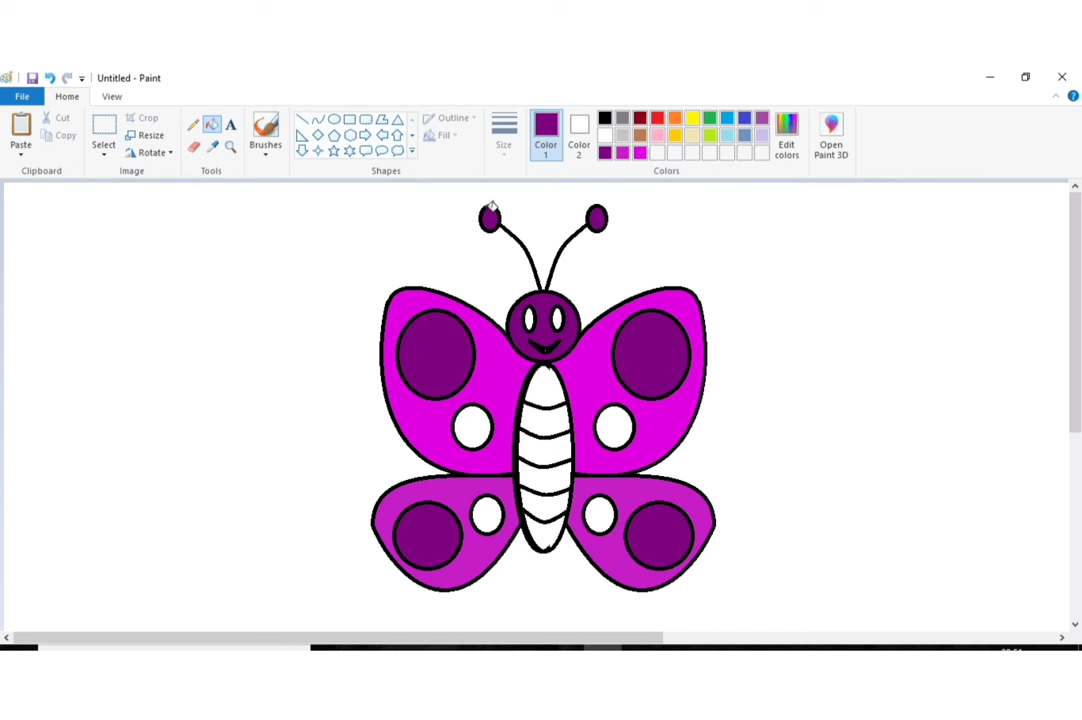 Untitled - Paint
File Home View
Paste
Cut
Copy
Clipboard
Select
Crop
Resize
Rotate
Image
A
Tools
Brushes
Outline
Fill
Shapes
Size
Color 1
Color 2
Edit colors
Colors
Open Paint 3D